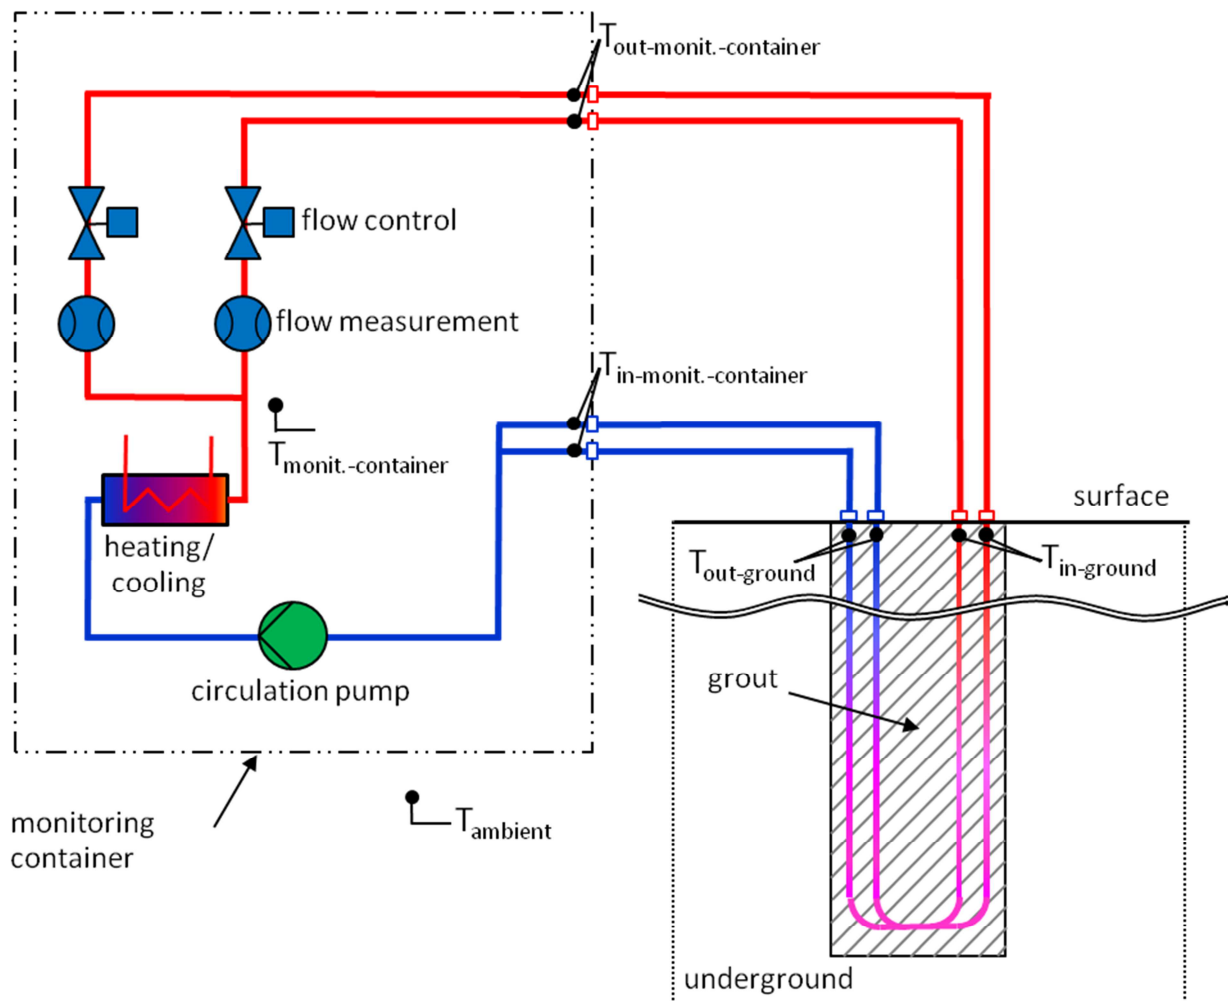 Tout-monit.-container
flow control
flow measurement
Tin-monit.-container
Tmonit.-container
heating/
cooling
surface
Tout-ground
Tin-ground
circulation pump
grout
monitoring
container
Tambient
underground